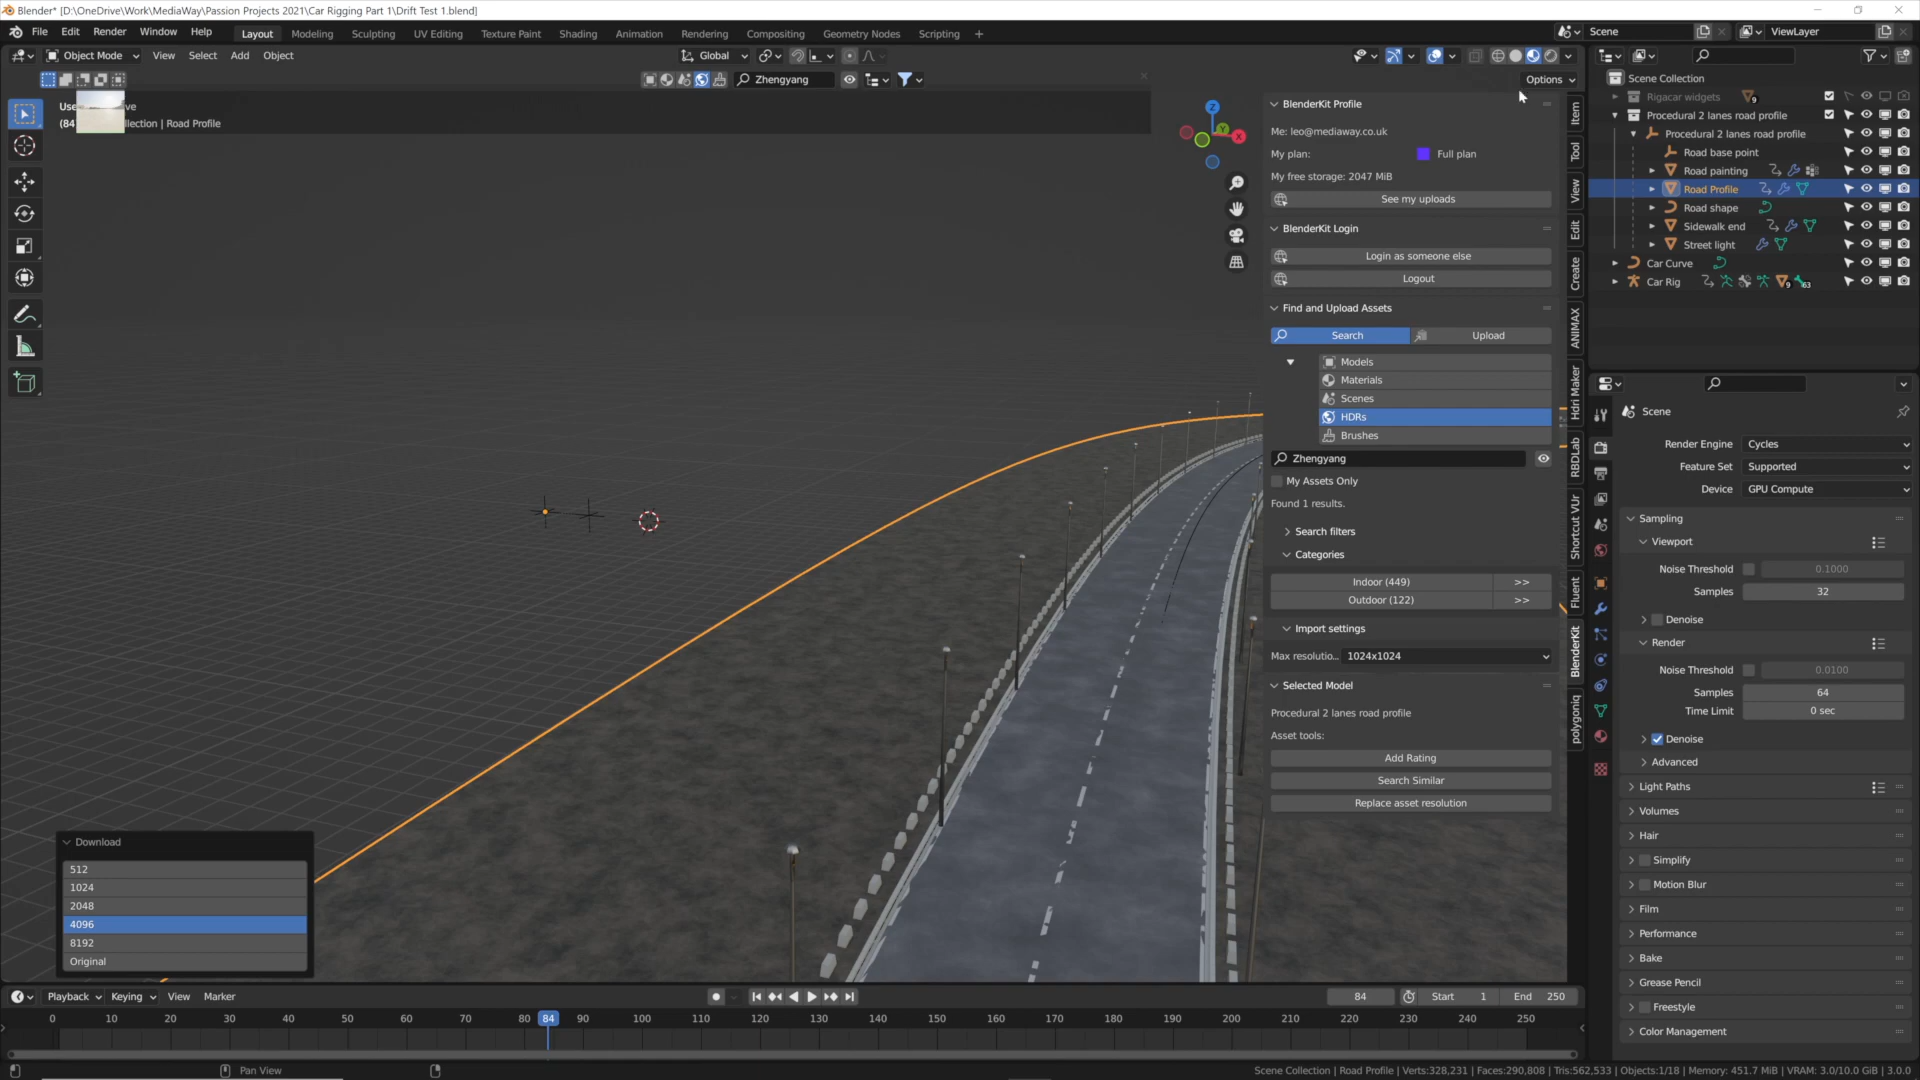 Blender* [D:\OneDrive\Work\MediaWay\Passion Projects 2021\Car Rigging Part 1\Drift Test 1.blend]
File Edit Render Window Help Layout Modeling Sculpting UV Editing Texture Paint Shading Animation Rendering Compositing Geometry Nodes Scripting + Scene ViewLayer
Object Mode View Select Add Object Global
Zhengyang Options
Use ve
(84 llection | Road Profile
Z
Y
X
BlenderKit Profile
Me: leo@mediaway.co.uk
My plan: Full plan
My free storage: 2047 MiB
See my uploads
BlenderKit Login
Login as someone else
Logout
Find and Upload Assets
Search Upload
Models
Materials
Scenes
HDRs
Brushes
Zhengyang
My Assets Only
Found 1 results.
Search filters
Categories
Indoor (449) >>
Outdoor (122) >>
Import settings
Max resolutio... 1024x1024
Selected Model
Procedural 2 lanes road profile
Asset tools:
Add Rating
Search Similar
Replace asset resolution
Item
Tool
View
Edit
Create
ANIMAX
Hdri Maker
RBDLab
Shortcut VUr
Fluent
BlenderKit
polygoniq
Scene Collection
Rigacar widgets 9
Procedural 2 lanes road profile
Procedural 2 lanes road profile
Road base point
Road painting
Road Profile
Road shape
Sidewalk end
Street light
Car Curve
Car Rig 9 63
Scene
Render Engine Cycles
Feature Set Supported
Device GPU Compute
Sampling
Viewport
Noise Threshold 0.1000
Samples 32
Denoise
Render
Noise Threshold 0.0100
Samples 64
Time Limit 0 sec
Denoise
Advanced
Light Paths
Volumes
Hair
Simplify
Motion Blur
Film
Performance
Bake
Grease Pencil
Freestyle
Color Management
Download
512
1024
2048
4096
8192
Original
Playback Keying View Marker 84 Start 1 End 250
0 10 20 30 40 50 60 70 80 84 90 100 110 120 130 140 150 160 170 180 190 200 210 220 230 240 250
Pan View Scene Collection | Road Profile | Verts:328,231 | Faces:290,808 | Tris:562,533 | Objects:1/18 | Memory: 451.7 MiB | VRAM: 3.0/10.0 GiB | 3.0.0